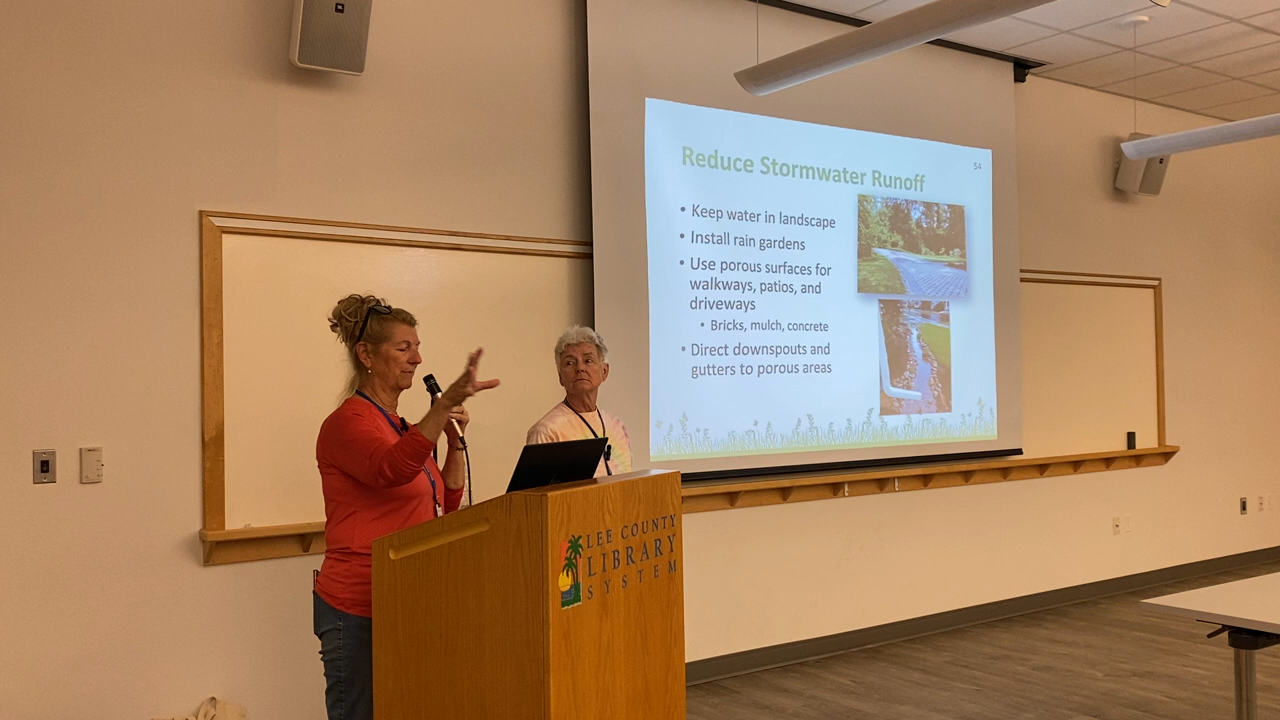 JBL
Reduce Stormwater Runoff
54
• Keep water in landscape
• Install rain gardens
• Use porous surfaces for
walkways, patios, and
driveways
• Bricks, mulch, concrete
• Direct downspouts and
gutters to porous areas
LEE COUNTY
LIBRARY
SYSTEM